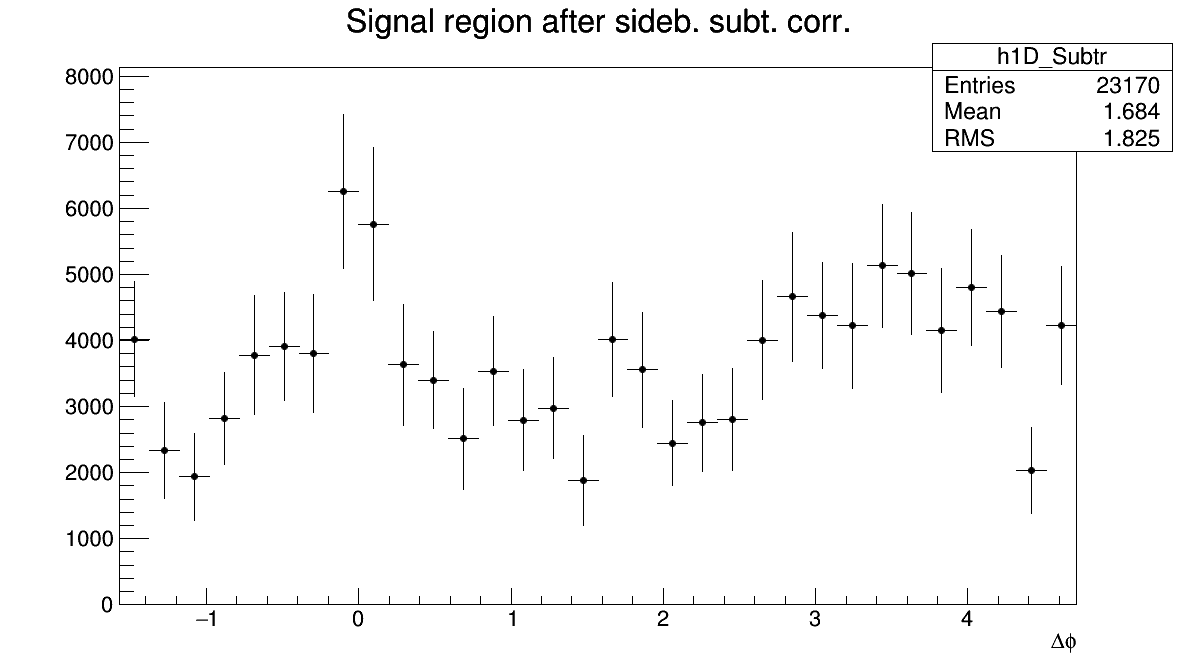 Signal region after sideb. subt. corr.
h1D_Subtr
Entries 23170
Mean 1.684
RMS 1.825
8000
7000
6000
5000
4000
3000
2000
1000
0
−1 0 1 2 3 4
Δϕ